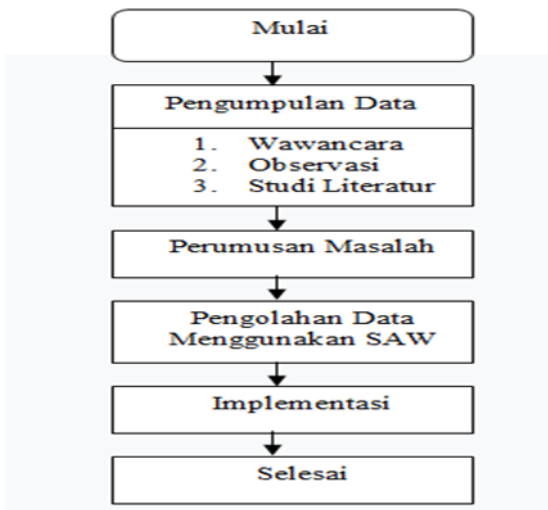 Mulai
Pengumpulan Data
1. Wawancara
2. Observasi
3. Studi Literatur
Perumusan Masalah
Pengolahan Data
Menggunakan SAW
Implementasi
Selesai